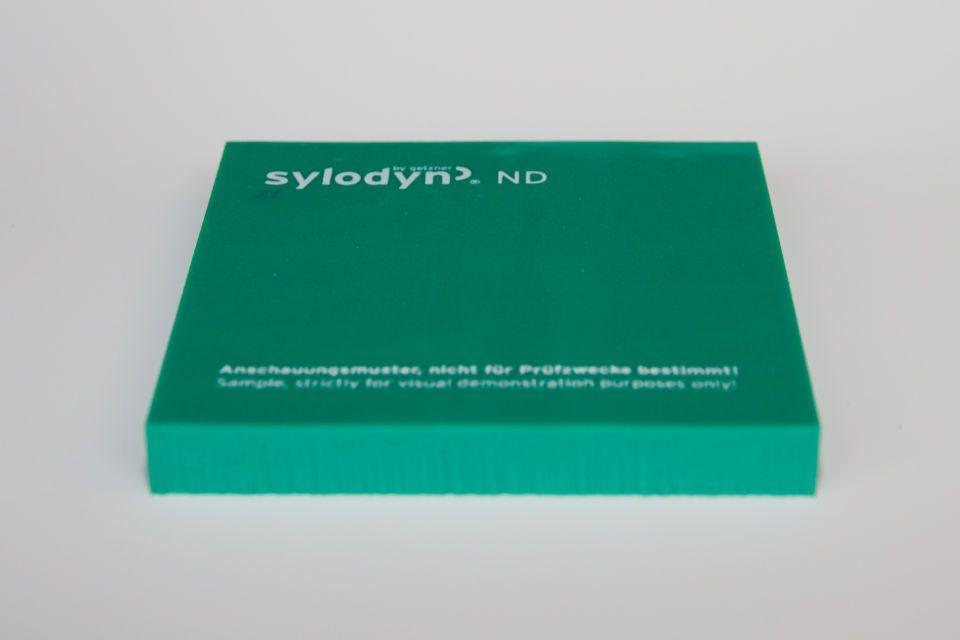 by getzner
sylodyn® ND
Anschauungsmuster, nicht für Prüfzwecke bestimmt!
Sample, strictly for visual demonstration purposes only!